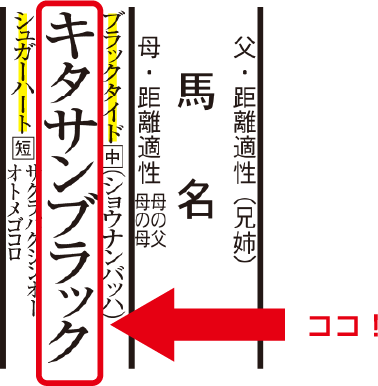 父・距離適性(兄姉)
馬名
母・距離適性
母の父
母の母
ブラックタイド 中(ショウナンバッハ)
キタサンブラック
シュガーハート 短
サクラバクシンオー
オトメゴコロ
ココ！